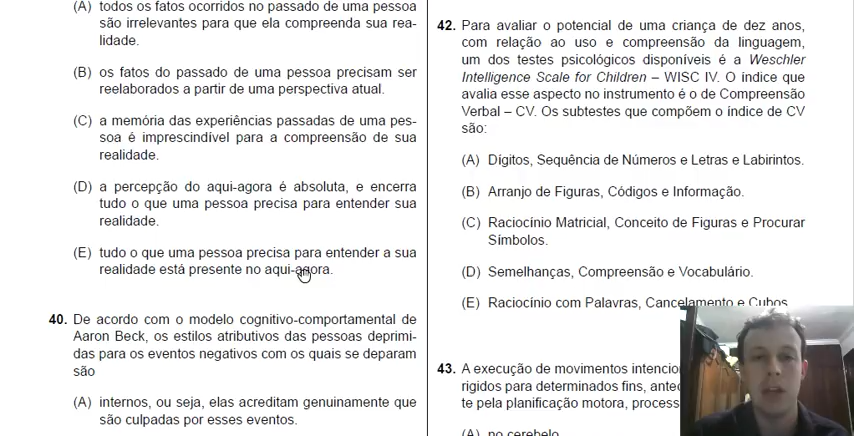 (A) todos os fatos ocorridos no passado de uma pessoa
são irrelevantes para que ela compreenda sua rea-
lidade.
(B) os fatos do passado de uma pessoa precisam ser
reelaborados a partir de uma perspectiva atual.
(C) a memória das experiências passadas de uma pes-
soa é imprescindível para a compreensão de sua
realidade.
(D) a percepção do aqui-agora é absoluta, e encerra
tudo o que uma pessoa precisa para entender sua
realidade.
(E) tudo o que uma pessoa precisa para entender a sua
realidade está presente no aqui-agora.
40. De acordo com o modelo cognitivo-comportamental de
Aaron Beck, os estilos atributivos das pessoas deprimi-
das para os eventos negativos com os quais se deparam
são
(A) internos, ou seja, elas acreditam genuinamente que
são culpadas por esses eventos.
42. Para avaliar o potencial de uma criança de dez anos,
com relação ao uso e compreensão da linguagem,
um dos testes psicológicos disponíveis é a Weschler
Intelligence Scale for Children – WISC IV. O índice que
avalia esse aspecto no instrumento é o de Compreensão
Verbal – CV. Os subtestes que compõem o índice de CV
são:
(A) Dígitos, Sequência de Números e Letras e Labirintos.
(B) Arranjo de Figuras, Códigos e Informação.
(C) Raciocínio Matricial, Conceito de Figuras e Procurar
Símbolos.
(D) Semelhanças, Compreensão e Vocabulário.
(E) Raciocínio com Palavras, Cancelamento e Cubos
43. A execução de movimentos intencio
rigidos para determinados fins, antec
te pela planificação motora, process
(A) no cerebelo